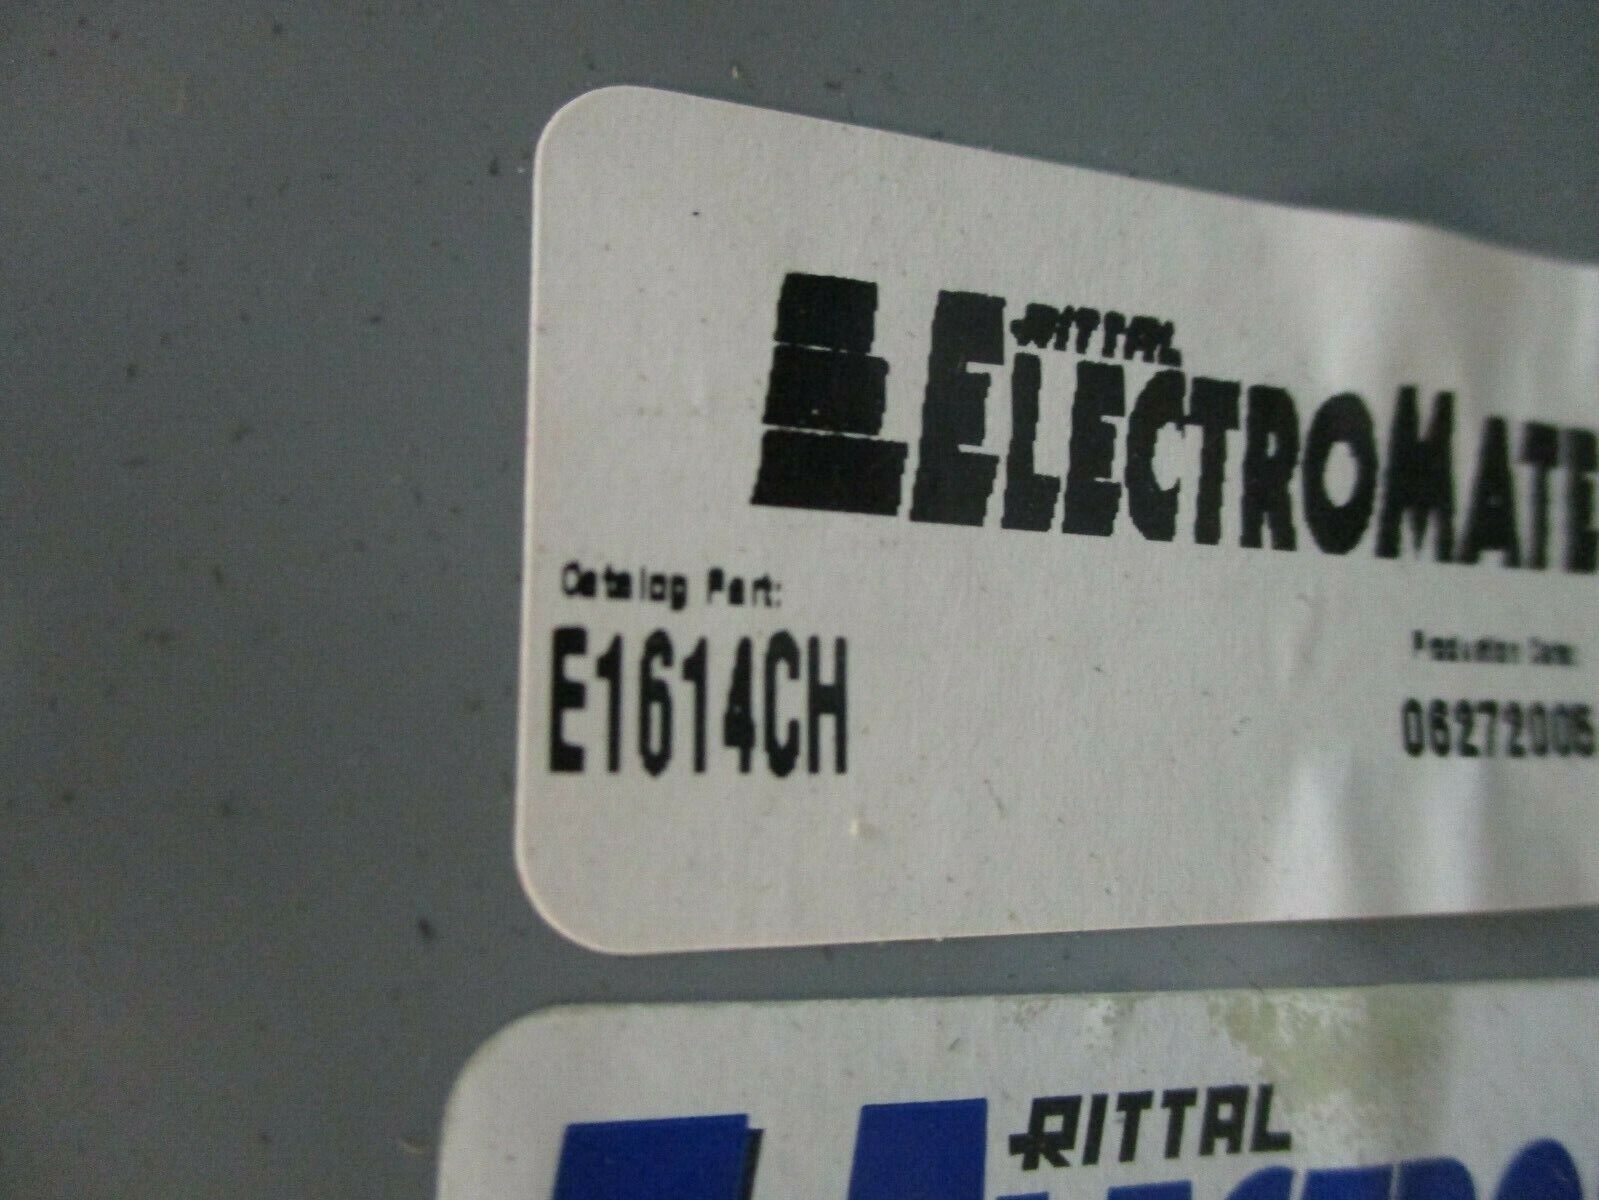 RITTAL
ELECTROMATE
Catalog Part:
E1614CH
Production Date:
06272005
RITTAL